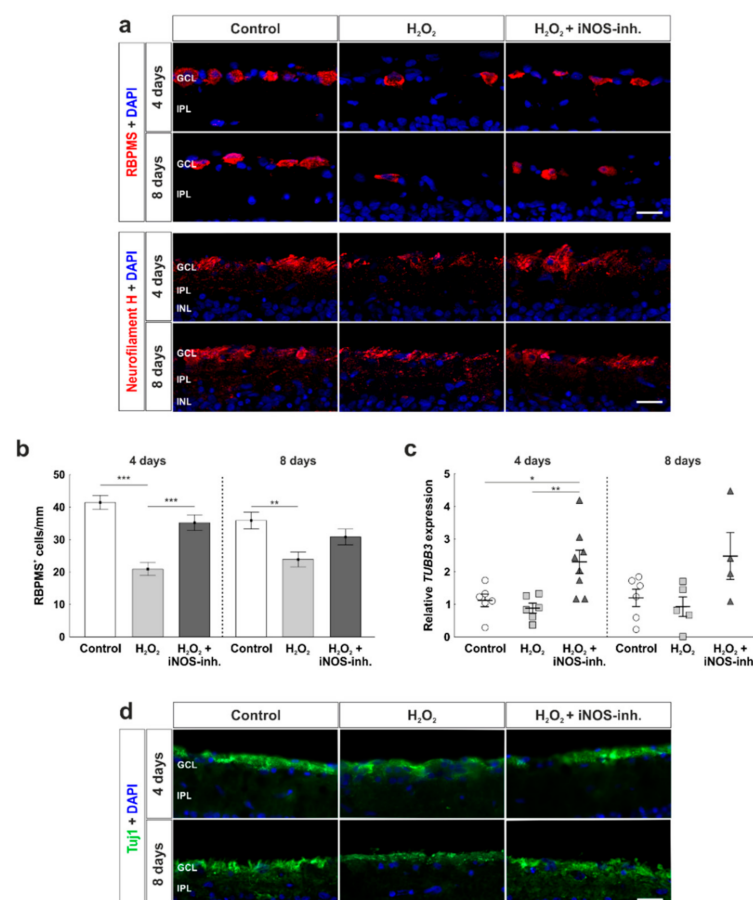 a
Control
H₂O₂
H₂O₂ + iNOS-inh.
RBPMS + DAPI
4 days
GCL
IPL
8 days
GCL
IPL
Neurofilament H + DAPI
4 days
GCL
IPL
INL
8 days
GCL
IPL
INL
b
4 days
8 days
RBPMS⁺ cells/mm
50
40
30
20
10
0
***
***
**
Control
H₂O₂
H₂O₂ +
iNOS-inh.
Control
H₂O₂
H₂O₂ +
iNOS-inh.
c
4 days
8 days
Relative TUBB3 expression
5
4
3
2
1
0
*
**
Control
H₂O₂
H₂O₂ +
iNOS-inh.
Control
H₂O₂
H₂O₂ +
iNOS-inh
d
Control
H₂O₂
H₂O₂ + iNOS-inh.
Tuj1 + DAPI
4 days
GCL
IPL
8 days
GCL
IPL